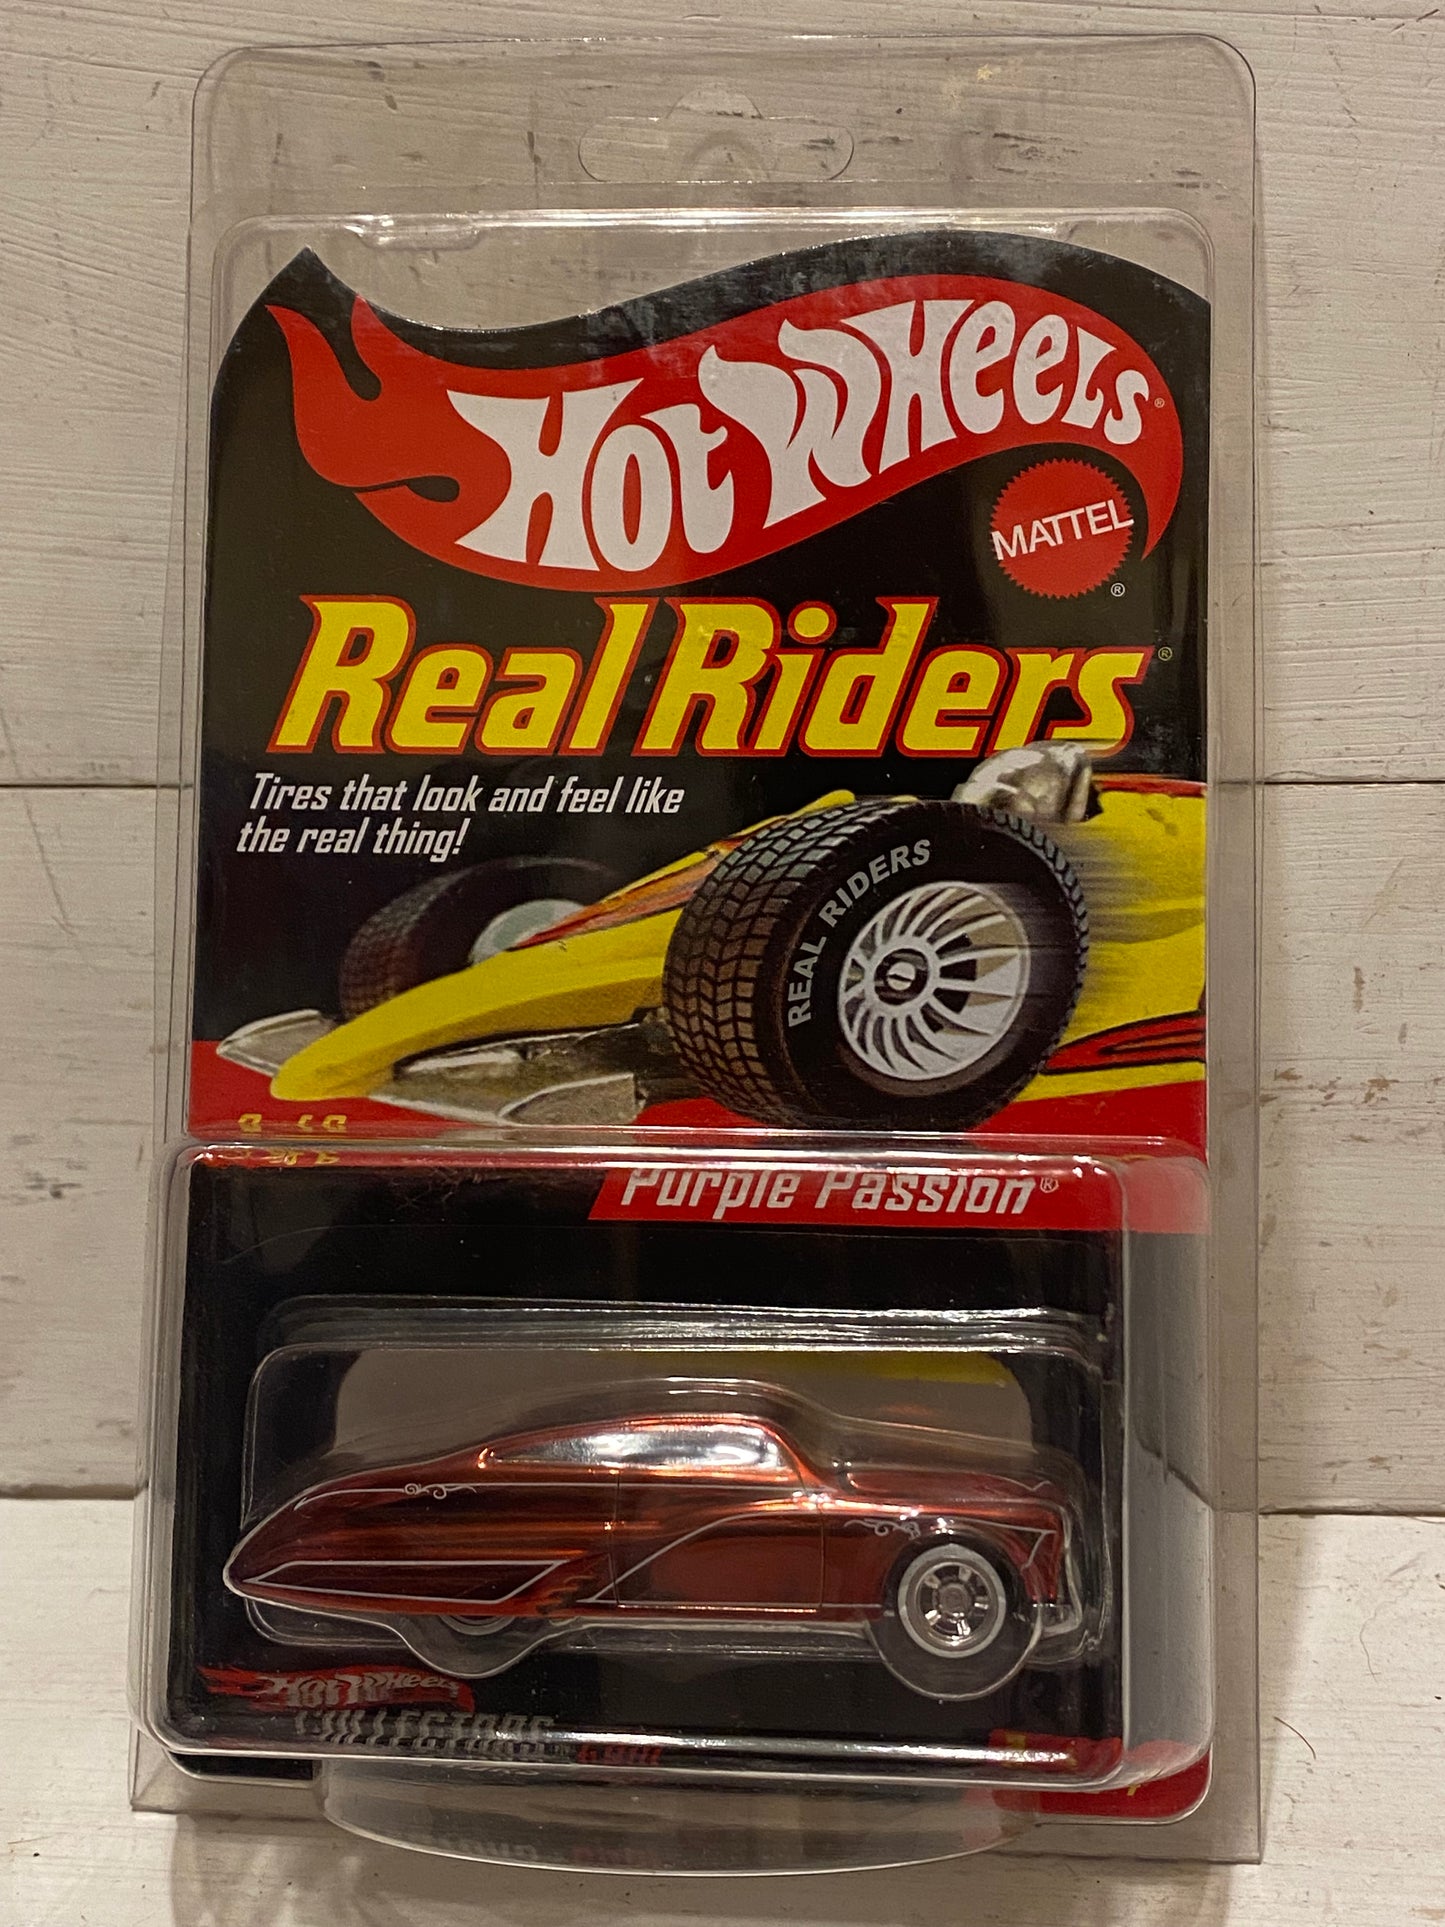 Hot Wheels®
MATTEL
®
Real Riders®
Tires that look and feel like
the real thing!
REAL RIDERS
Purple Passion®
Hot Wheels
COLLECTORS